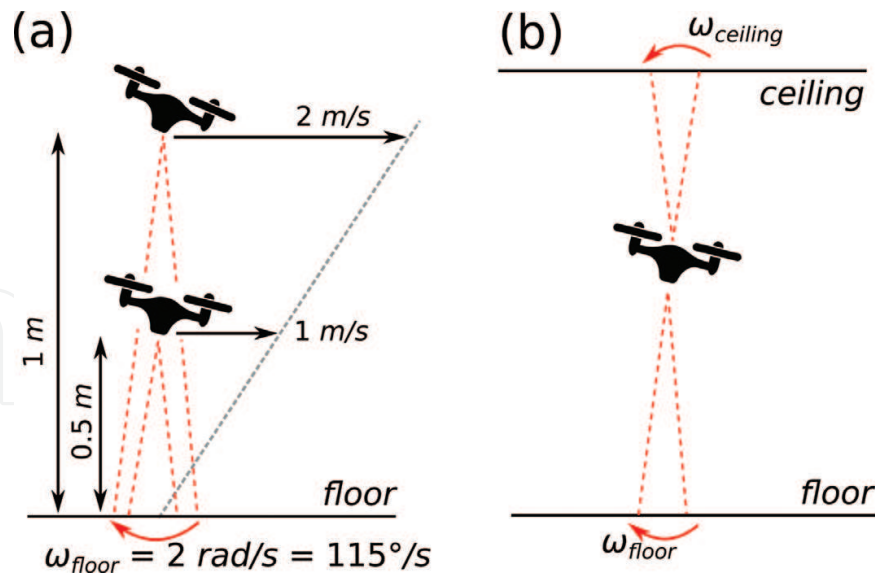 (a)
2 m/s
1 m
1 m/s
0.5 m
floor
ω_floor = 2 rad/s = 115°/s
(b)
ω_ceiling
ceiling
floor
ω_floor